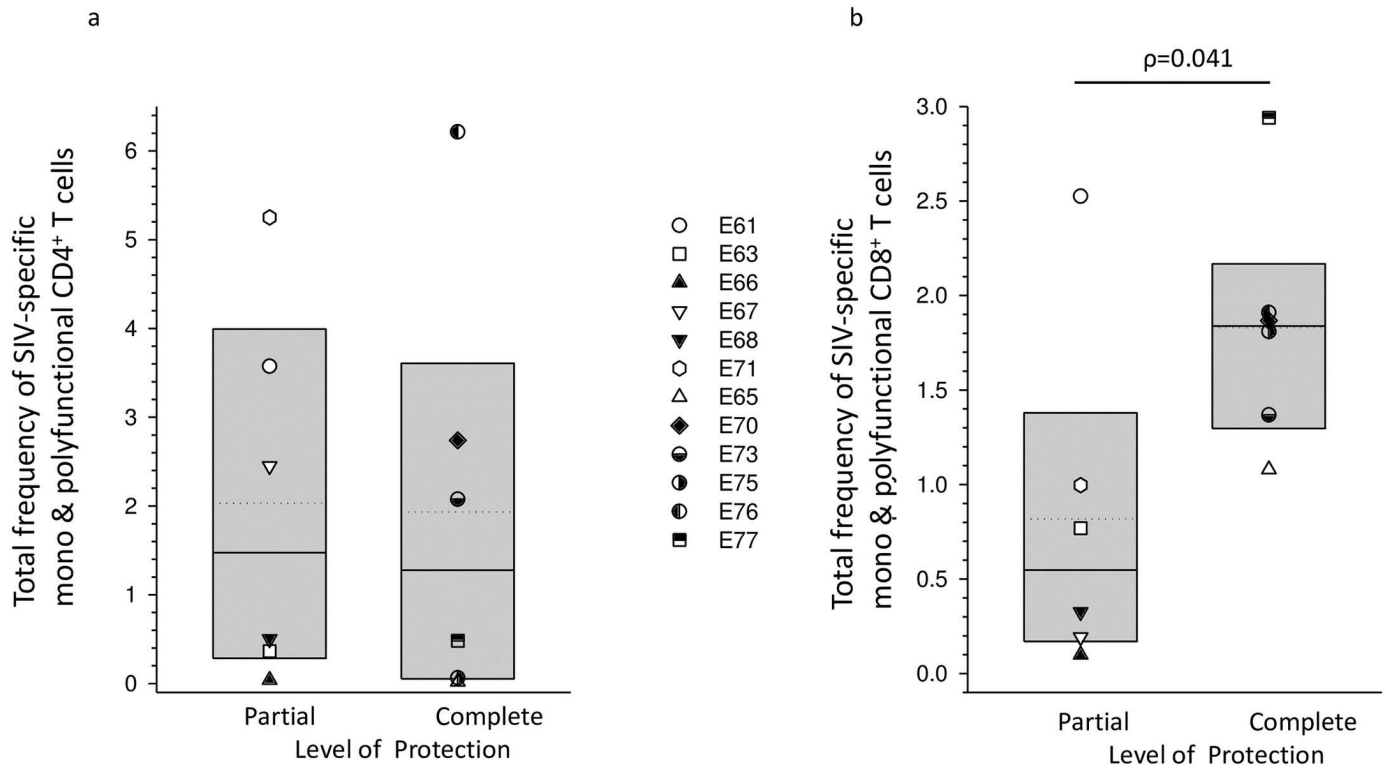 a
Total frequency of SIV-specific
mono & polyfunctional CD4⁺ T cells
6
5
4
3
2
1
0
Partial
Complete
Level of Protection
E61
E63
E66
E67
E68
E71
E65
E70
E73
E75
E76
E77
b
ρ=0.041
Total frequency of SIV-specific
mono & polyfunctional CD8⁺ T cells
3.0
2.5
2.0
1.5
1.0
0.5
0.0
Partial
Complete
Level of Protection